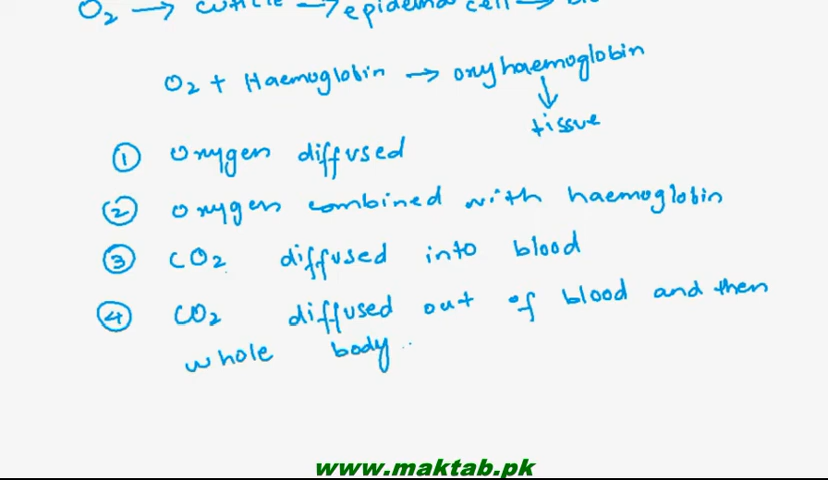 O2 → cuticle → epidermal cell →
O2 + Haemoglobin → oxyhaemoglobin
↓
tissue
① Oxygen diffused
② Oxygen combined with haemoglobin
③ CO2 diffused into blood
④ CO2 diffused out of blood and then
whole body
www.maktab.pk